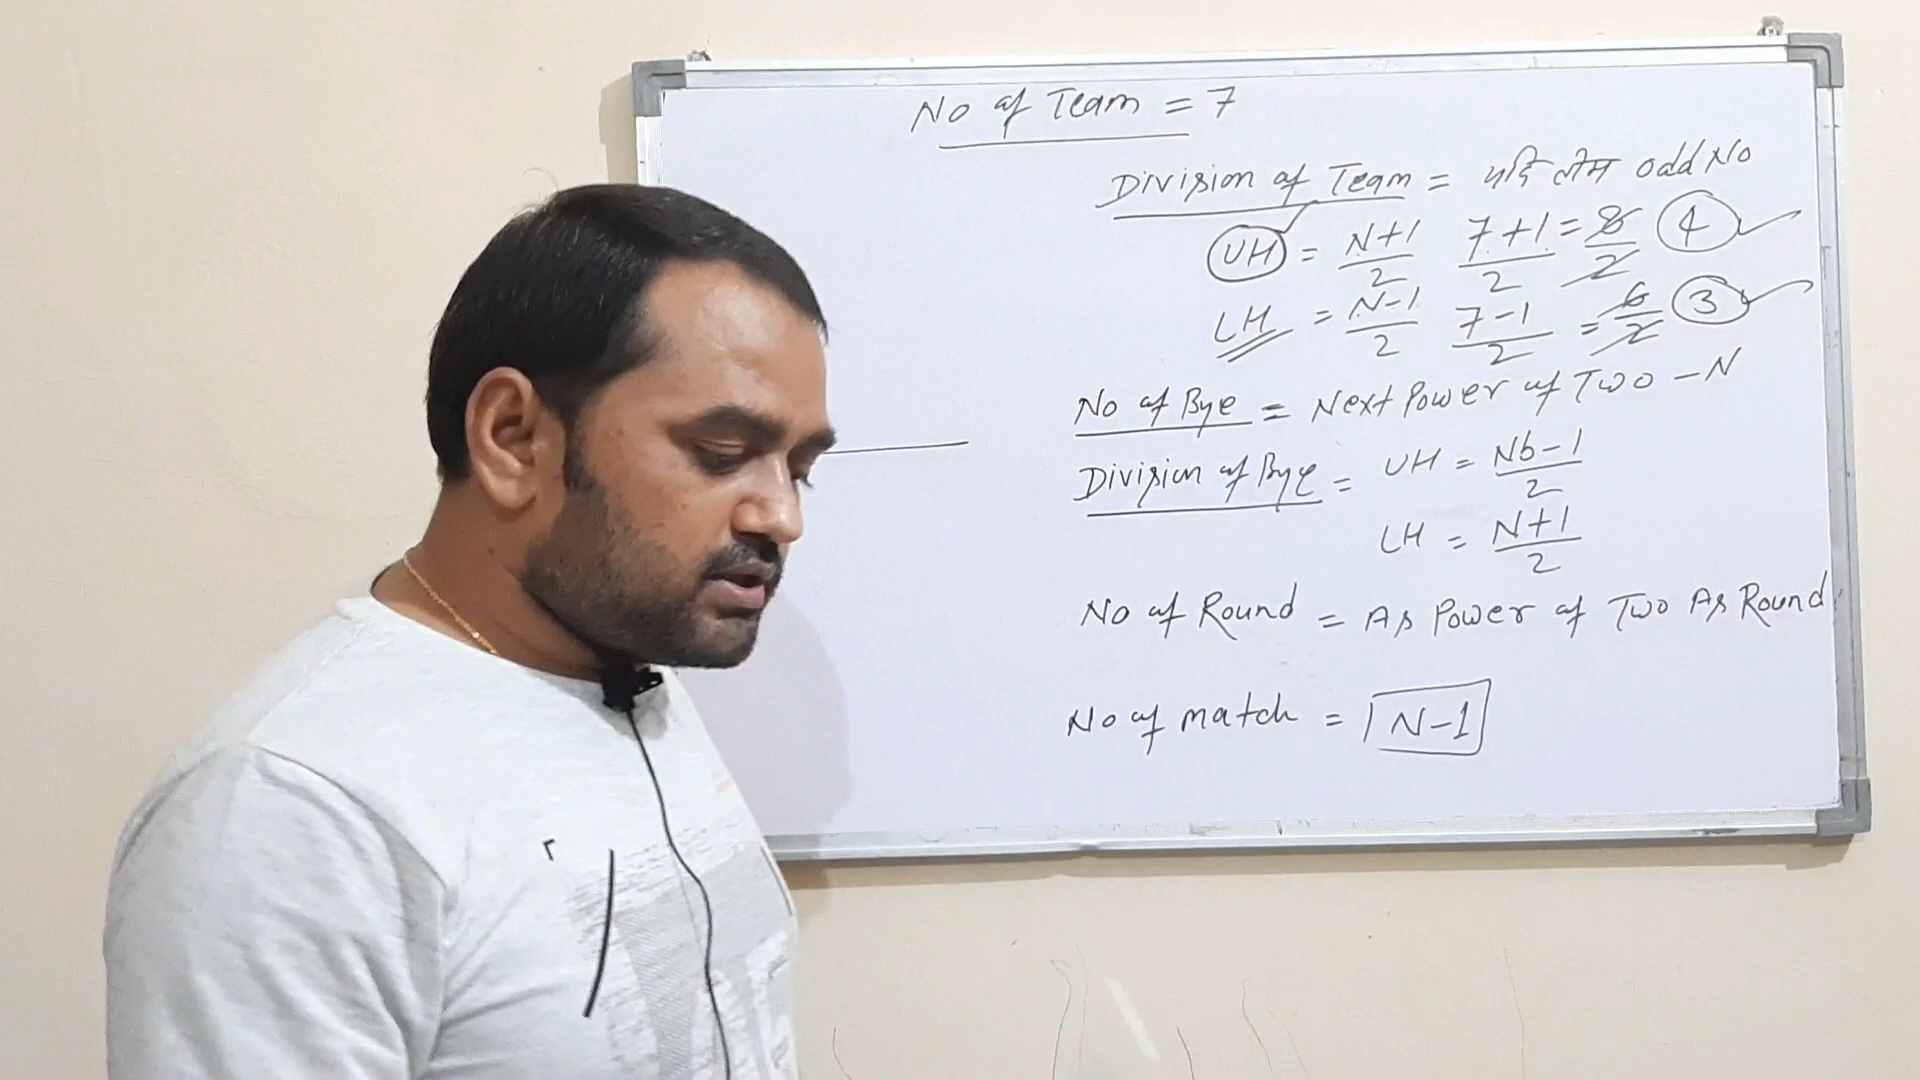 No of Team = 7
Division of Team = यदि टीम odd No
UH = N+1/2 7+1/2 = 8/2 4
LH = N-1/2 7-1/2 = 6/2 3
No of Bye = Next Power of Two - N
Division of Bye = UH = Nb-1/2
LH = N+1/2
No of Round = As Power of Two As Round
No of match = N-1